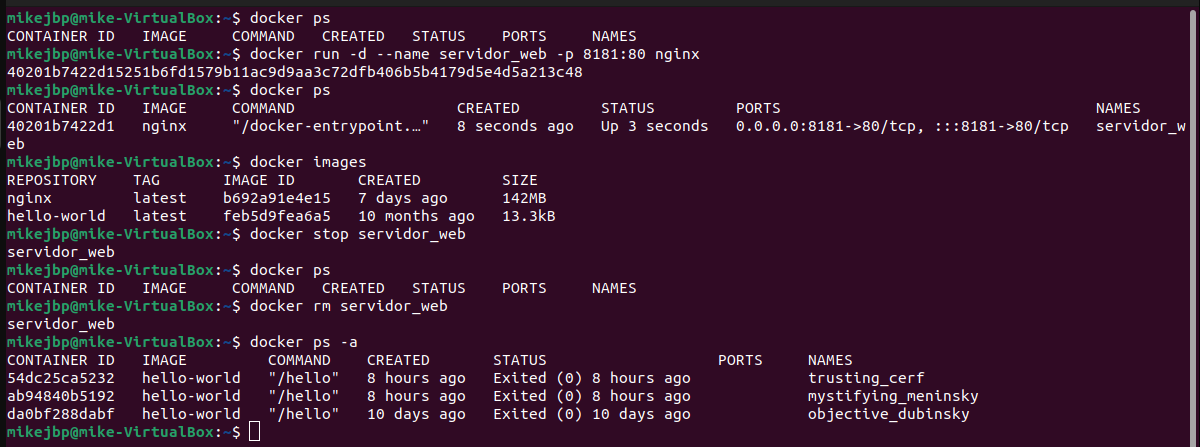 mikejbp@mike-VirtualBox:~$ docker ps
CONTAINER ID   IMAGE     COMMAND   CREATED   STATUS    PORTS     NAMES
mikejbp@mike-VirtualBox:~$ docker run -d --name servidor_web -p 8181:80 nginx
40201b7422d15251b6fd1579b11ac9d9aa3c72dfb406b5b4179d5e4d5a213c48
mikejbp@mike-VirtualBox:~$ docker ps
CONTAINER ID   IMAGE     COMMAND                  CREATED         STATUS         PORTS                                   NAMES
40201b7422d1   nginx     "/docker-entrypoint.…"   8 seconds ago   Up 3 seconds   0.0.0.0:8181->80/tcp, :::8181->80/tcp   servidor_w
eb
mikejbp@mike-VirtualBox:~$ docker images
REPOSITORY    TAG       IMAGE ID       CREATED         SIZE
nginx         latest    b692a91e4e15   7 days ago      142MB
hello-world   latest    feb5d9fea6a5   10 months ago   13.3kB
mikejbp@mike-VirtualBox:~$ docker stop servidor_web
servidor_web
mikejbp@mike-VirtualBox:~$ docker ps
CONTAINER ID   IMAGE     COMMAND   CREATED   STATUS    PORTS     NAMES
mikejbp@mike-VirtualBox:~$ docker rm servidor_web
servidor_web
mikejbp@mike-VirtualBox:~$ docker ps -a
CONTAINER ID   IMAGE         COMMAND    CREATED       STATUS                   PORTS     NAMES
54dc25ca5232   hello-world   "/hello"   8 hours ago   Exited (0) 8 hours ago             trusting_cerf
ab94840b5192   hello-world   "/hello"   8 hours ago   Exited (0) 8 hours ago             mystifying_meninsky
da0bf288dabf   hello-world   "/hello"   10 days ago   Exited (0) 10 days ago             objective_dubinsky
mikejbp@mike-VirtualBox:~$